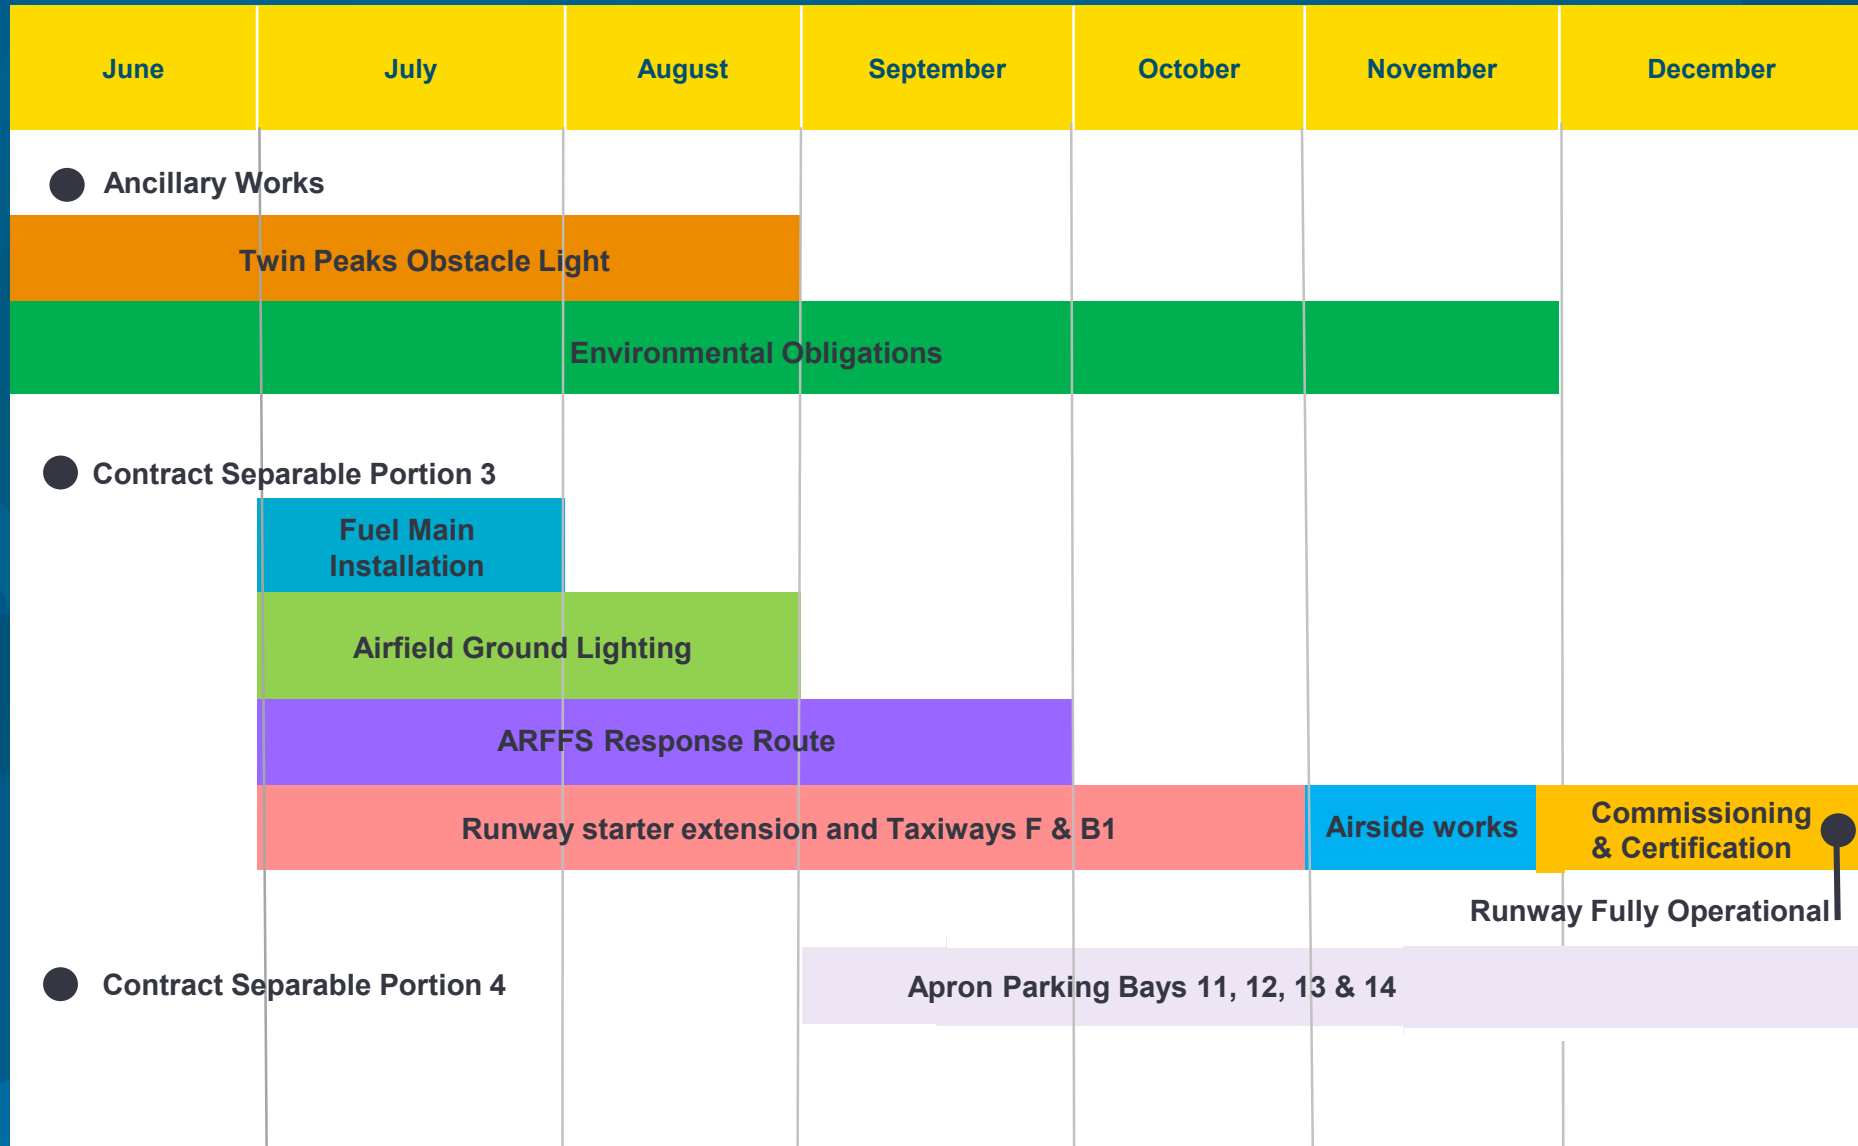 June July August September October November December
Ancillary Works
Twin Peaks Obstacle Light
Environmental Obligations
Contract Separable Portion 3
Fuel Main
Installation
Airfield Ground Lighting
ARFFS Response Route
Runway starter extension and Taxiways F & B1
Airside works
Commissioning
& Certification
Runway Fully Operational
Contract Separable Portion 4
Apron Parking Bays 11, 12, 13 & 14